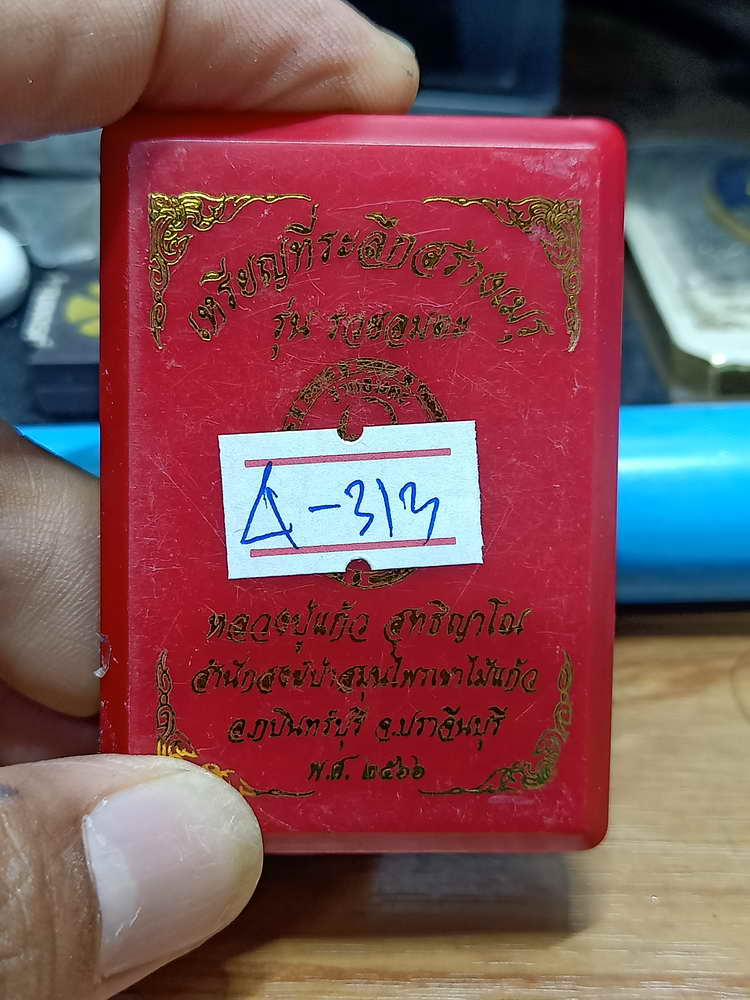 เหรียญที่ระลึกสร้างเมรุ
รุ่น รวยอมตะ
4-313
หลวงปู่แก้ว สุทธิญาโณ
สำนักสงฆ์ป่าสมุนไพรเขาไม้แก้ว
อ.กบินทร์บุรี จ.ปราจีนบุรี
พ.ศ. ๒๕๖๖